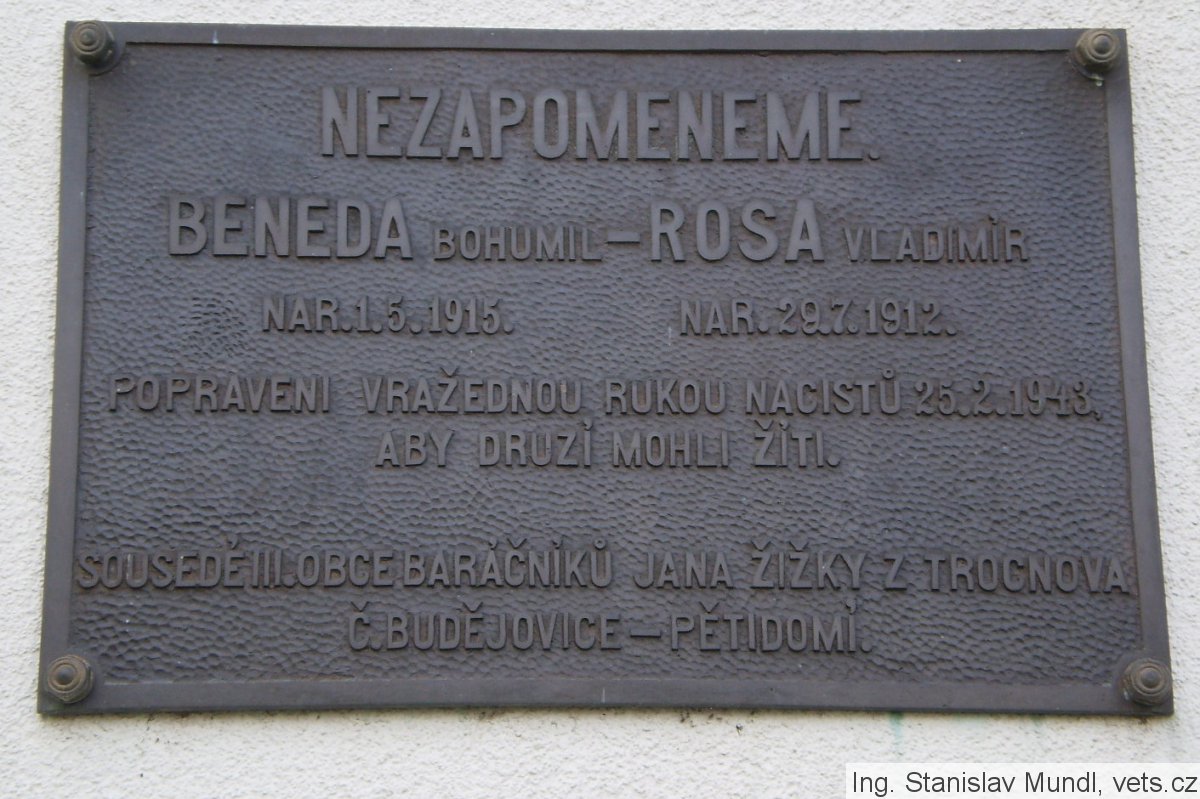 NEZAPOMENEME.
BENEDA BOHUMIL – ROSA VLADIMÍR
NAR. 1. 5. 1915. NAR. 29. 7. 1912.
POPRAVENI VRAŽEDNOU RUKOU NACISTŮ 25. 2. 1943,
ABY DRUZÍ MOHLI ŽÍTI.
SOUSEDÉ III. OBCE BARÁČNÍKŮ JANA ŽIŽKY Z TROCNOVA
Č. BUDĚJOVICE – PĚTIDOMÍ.
Ing. Stanislav Mundl, vets.cz